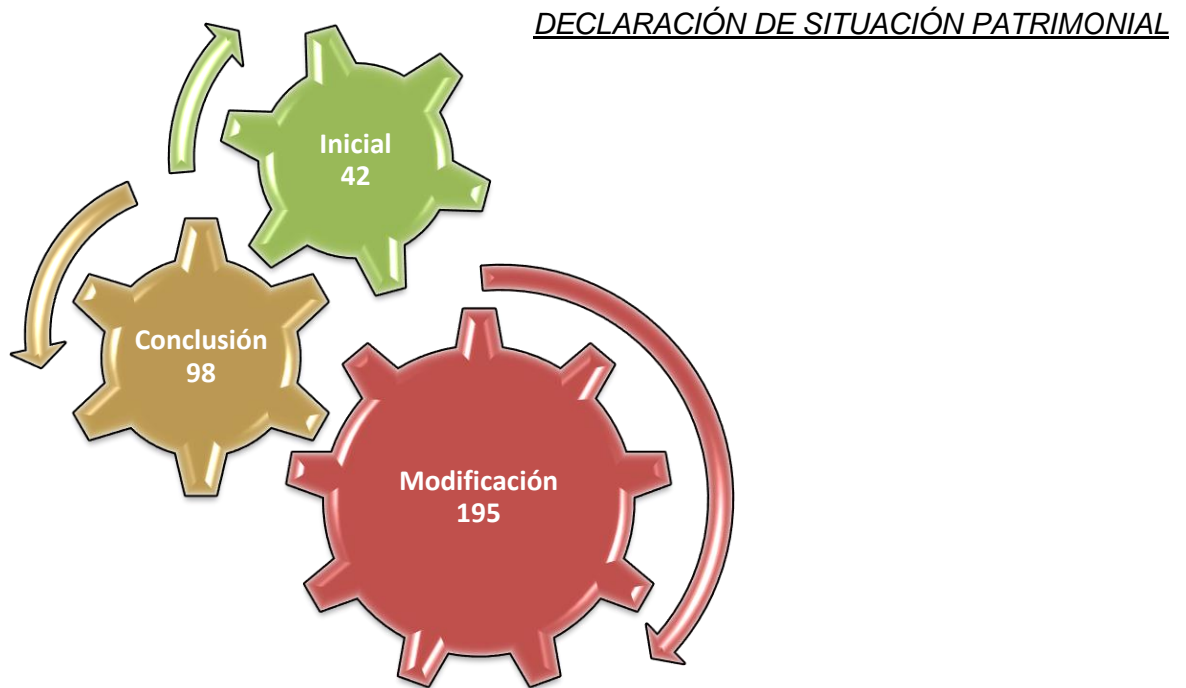 DECLARACIÓN DE SITUACIÓN PATRIMONIAL
Inicial
42
Conclusión
98
Modificación
195